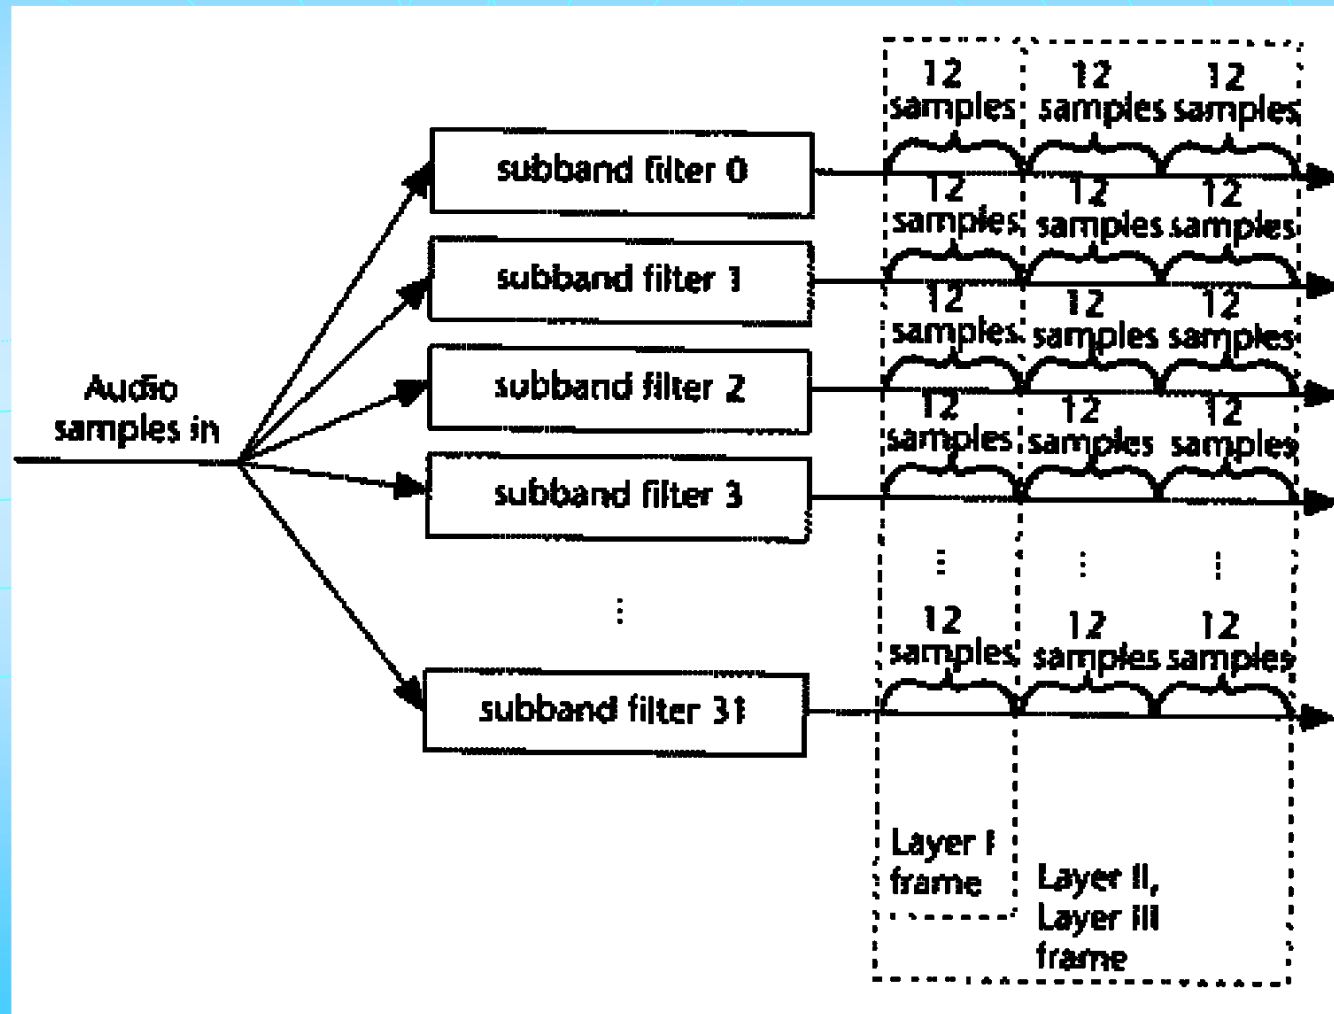 12 12 12
samples samples samples
subband filter 0
12 12 12
samples samples samples
subband filter 1
12 12 12
samples samples samples
subband filter 2
Audio
samples in
12 12 12
samples samples samples
subband filter 3
⋮ ⋮ ⋮
⋮
12 12 12
samples samples samples
subband filter 31
Layer I
frame
Layer II,
Layer III
frame